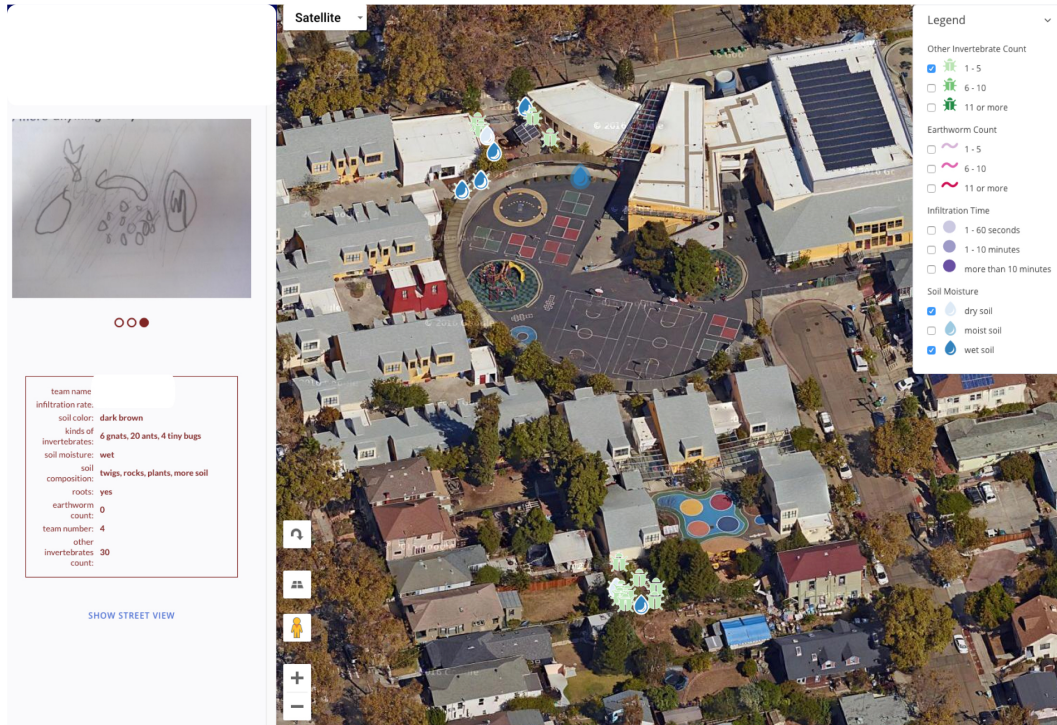 Satellite
Legend
Other Invertebrate Count
1 - 5
6 - 10
11 or more
Earthworm Count
1 - 5
6 - 10
11 or more
Infiltration Time
1 - 60 seconds
1 - 10 minutes
more than 10 minutes
Soil Moisture
dry soil
moist soil
wet soil
team name
infiltration rate:
soil color: dark brown
kinds of
invertebrates: 6 gnats, 20 ants, 4 tiny bugs
soil moisture: wet
soil
composition: twigs, rocks, plants, more soil
roots: yes
earthworm
count: 0
team number: 4
other
invertebrates
count: 30
SHOW STREET VIEW